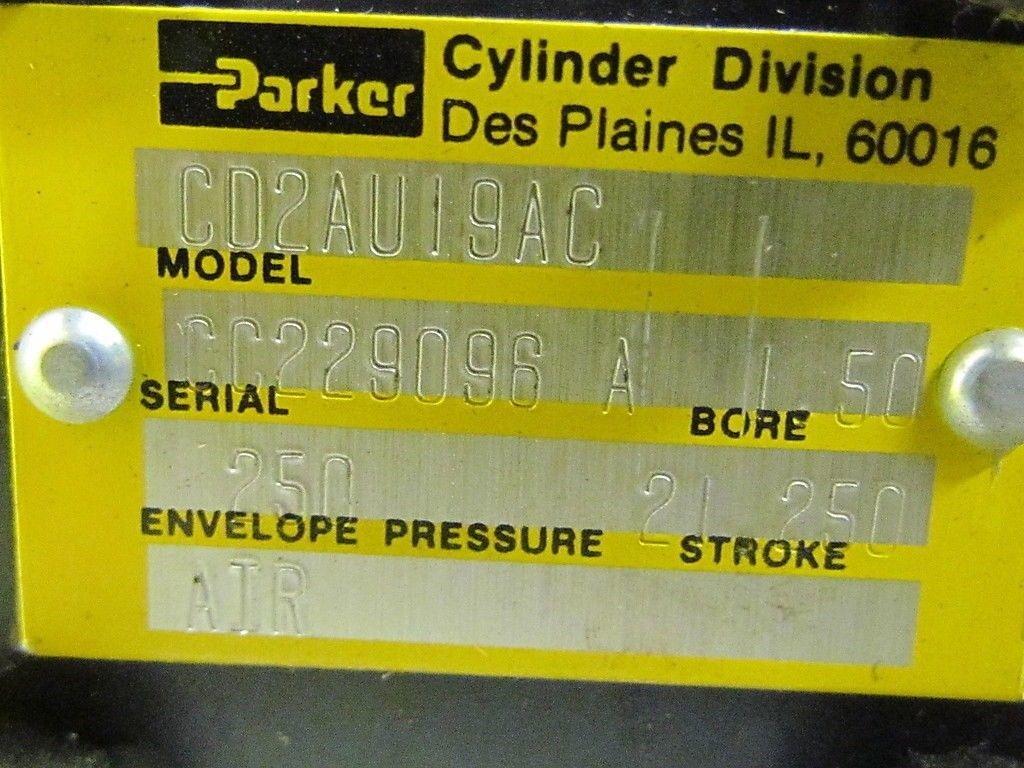 Parker Cylinder Division
Des Plaines IL, 60016
CD2AU19AC
MODEL
CC229096 A 1.50
SERIAL BORE
250 21.250
ENVELOPE PRESSURE STROKE
AIR